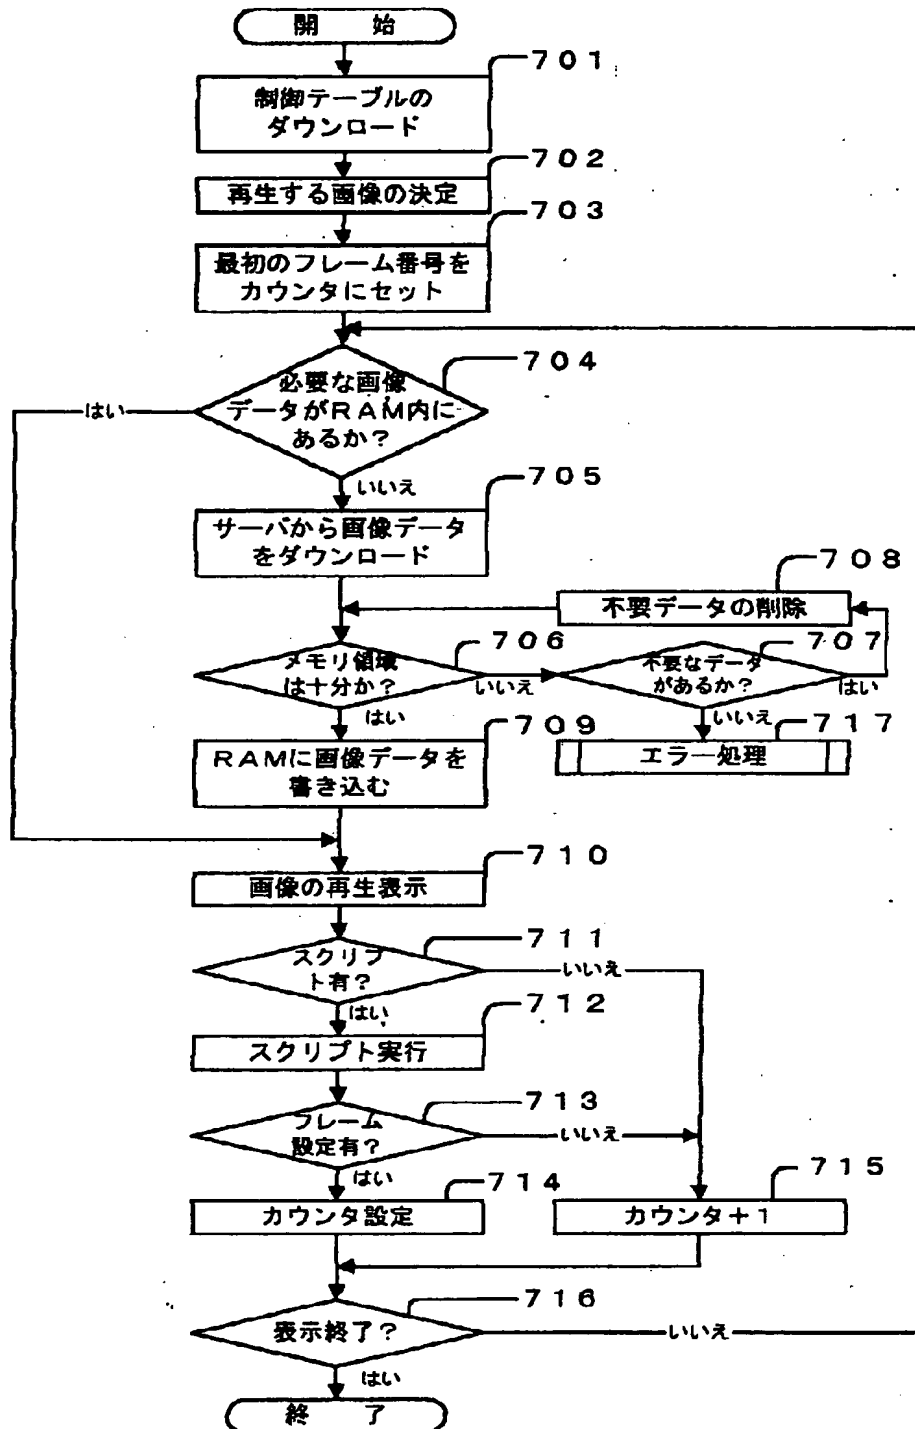 開 始
701
制御テーブルの
ダウンロード
702
再生する画像の決定
703
最初のフレーム番号を
カウンタにセット
704
必要な画像
データがRAM内に
あるか?
はい
いいえ
705
サーバから画像データ
をダウンロード
708
不要データの削除
706
メモリ領域
は十分か?
いいえ
はい
707
不要なデータ
があるか?
はい
いいえ
709
RAMに画像データを
書き込む
717
エラー処理
710
画像の再生表示
711
スクリプ
ト有?
いいえ
はい
712
スクリプト実行
713
フレーム
設定有?
いいえ
はい
714
カウンタ設定
715
カウンタ+1
716
表示終了?
いいえ
はい
終 了